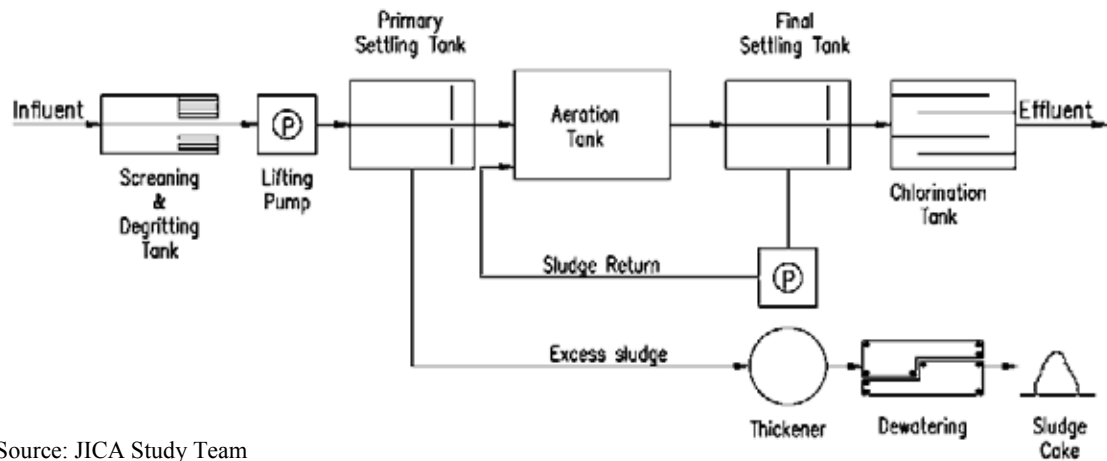 Primary
Settling Tank
Final
Settling Tank
Influent
P
Aeration
Tank
Effluent
Screaning
&
Degritting
Tank
Lifting
Pump
Chlorination
Tank
Sludge Return
P
Excess sludge
Thickener
Dewatering
Sludge
Cake
Source: JICA Study Team